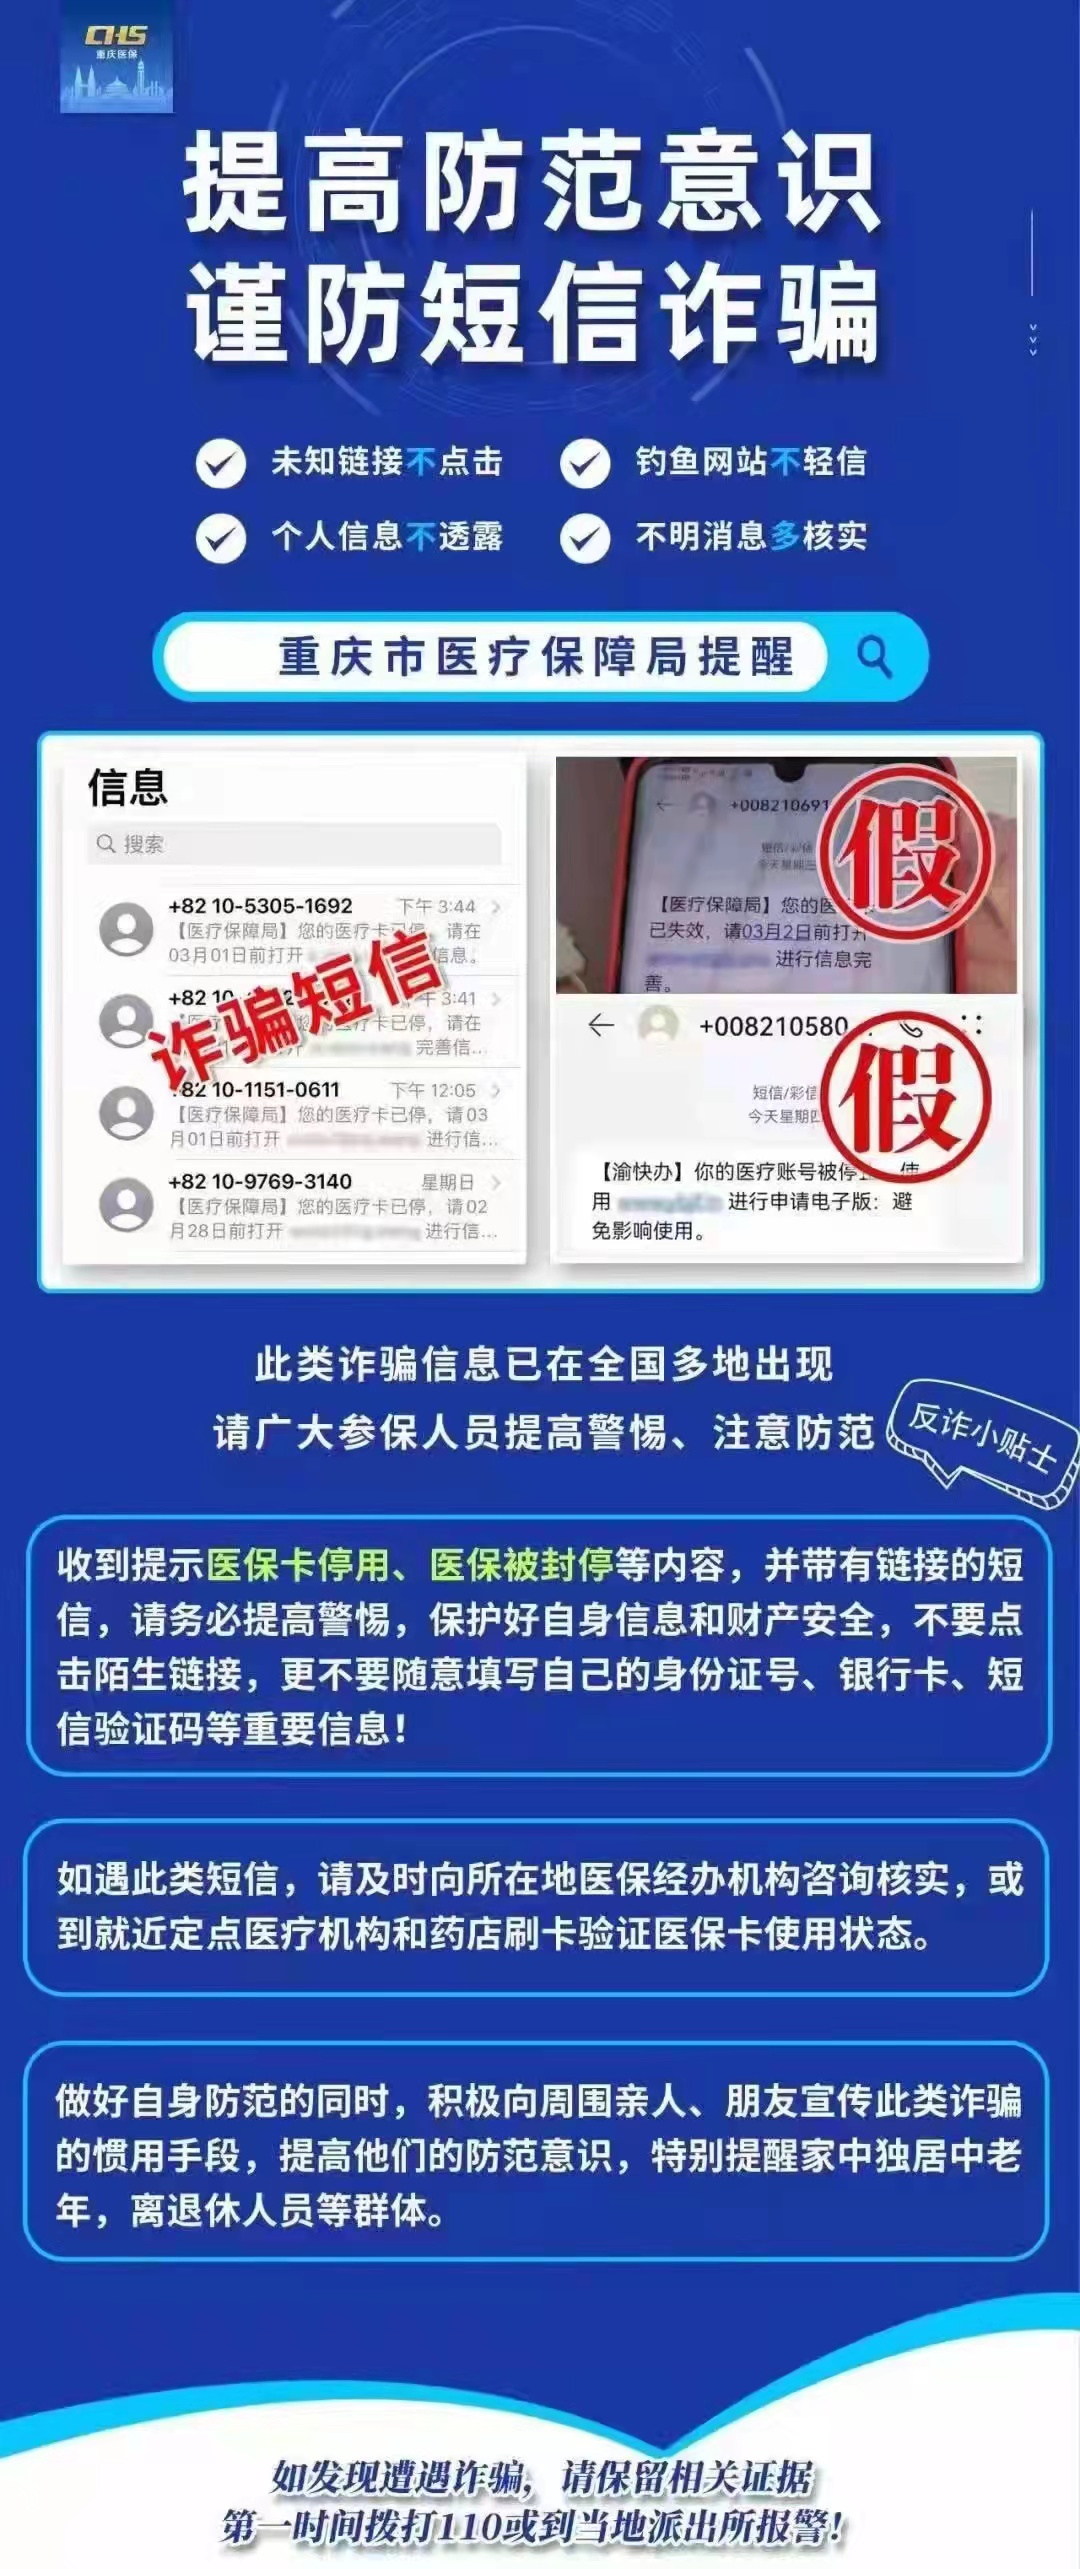 CHS
重庆医保
提高防范意识
谨防短信诈骗
未知链接不点击
钓鱼网站不轻信
个人信息不透露
不明消息多核实
重庆市医疗保障局提醒
信息
搜索
+82 10-5305-1692 下午 3:44
【医疗保障局】您的医疗卡已停，请在
03月01日前打开 信息。
+82 10- 午 3:41
医疗卡已停，请在
开 完善信...
+82 10-1151-0611 下午 12:05
【医疗保障局】您的医疗卡已停，请03
月01日前打开 进行信...
+82 10-9769-3140 星期日
【医疗保障局】您的医疗卡已停，请02
月28日前打开 进行信...
诈骗短信
+008210691
短信/彩信
今天星期三
【医疗保障局】您的医
已失效，请03月2日前打开
进行信息完
善。
假
+008210580
短信/彩信
今天星期四
【渝快办】你的医疗账号被停 使
用 进行申请电子版：避
免影响使用。
假
此类诈骗信息已在全国多地出现
请广大参保人员提高警惕、注意防范
反诈小贴士
收到提示医保卡停用、医保被封停等内容，并带有链接的短
信，请务必提高警惕，保护好自身信息和财产安全，不要点
击陌生链接，更不要随意填写自己的身份证号、银行卡、短
信验证码等重要信息！
如遇此类短信，请及时向所在地医保经办机构咨询核实，或
到就近定点医疗机构和药店刷卡验证医保卡使用状态。
做好自身防范的同时，积极向周围亲人、朋友宣传此类诈骗
的惯用手段，提高他们的防范意识，特别提醒家中独居中老
年，离退休人员等群体。
如发现遭遇诈骗，请保留相关证据
第一时间拨打110或到当地派出所报警！